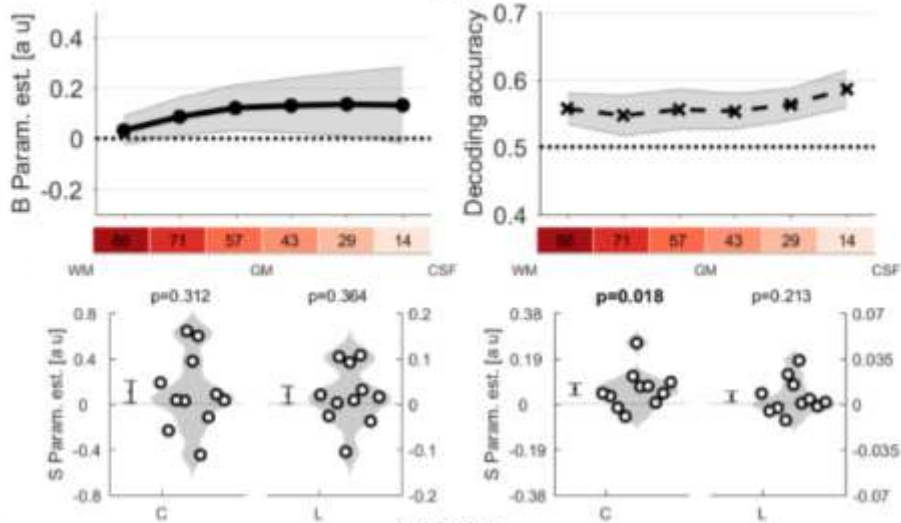 B Param. est. [a u]
0.4
0.2
0
-0.2
86 71 57 43 29 14
WM GM CSF
Decoding accuracy
0.7
0.6
0.5
0.4
86 71 57 43 29 14
WM GM CSF
p=0.312 p=0.364
S Param. est. [a u]
0.8
0.4
0
-0.4
-0.8
0.2
0.1
0
-0.1
-0.2
C L
p=0.018 p=0.213
S Param. est. [a u]
0.38
0.19
0
-0.19
-0.38
0.07
0.035
0
-0.035
-0.07
C L